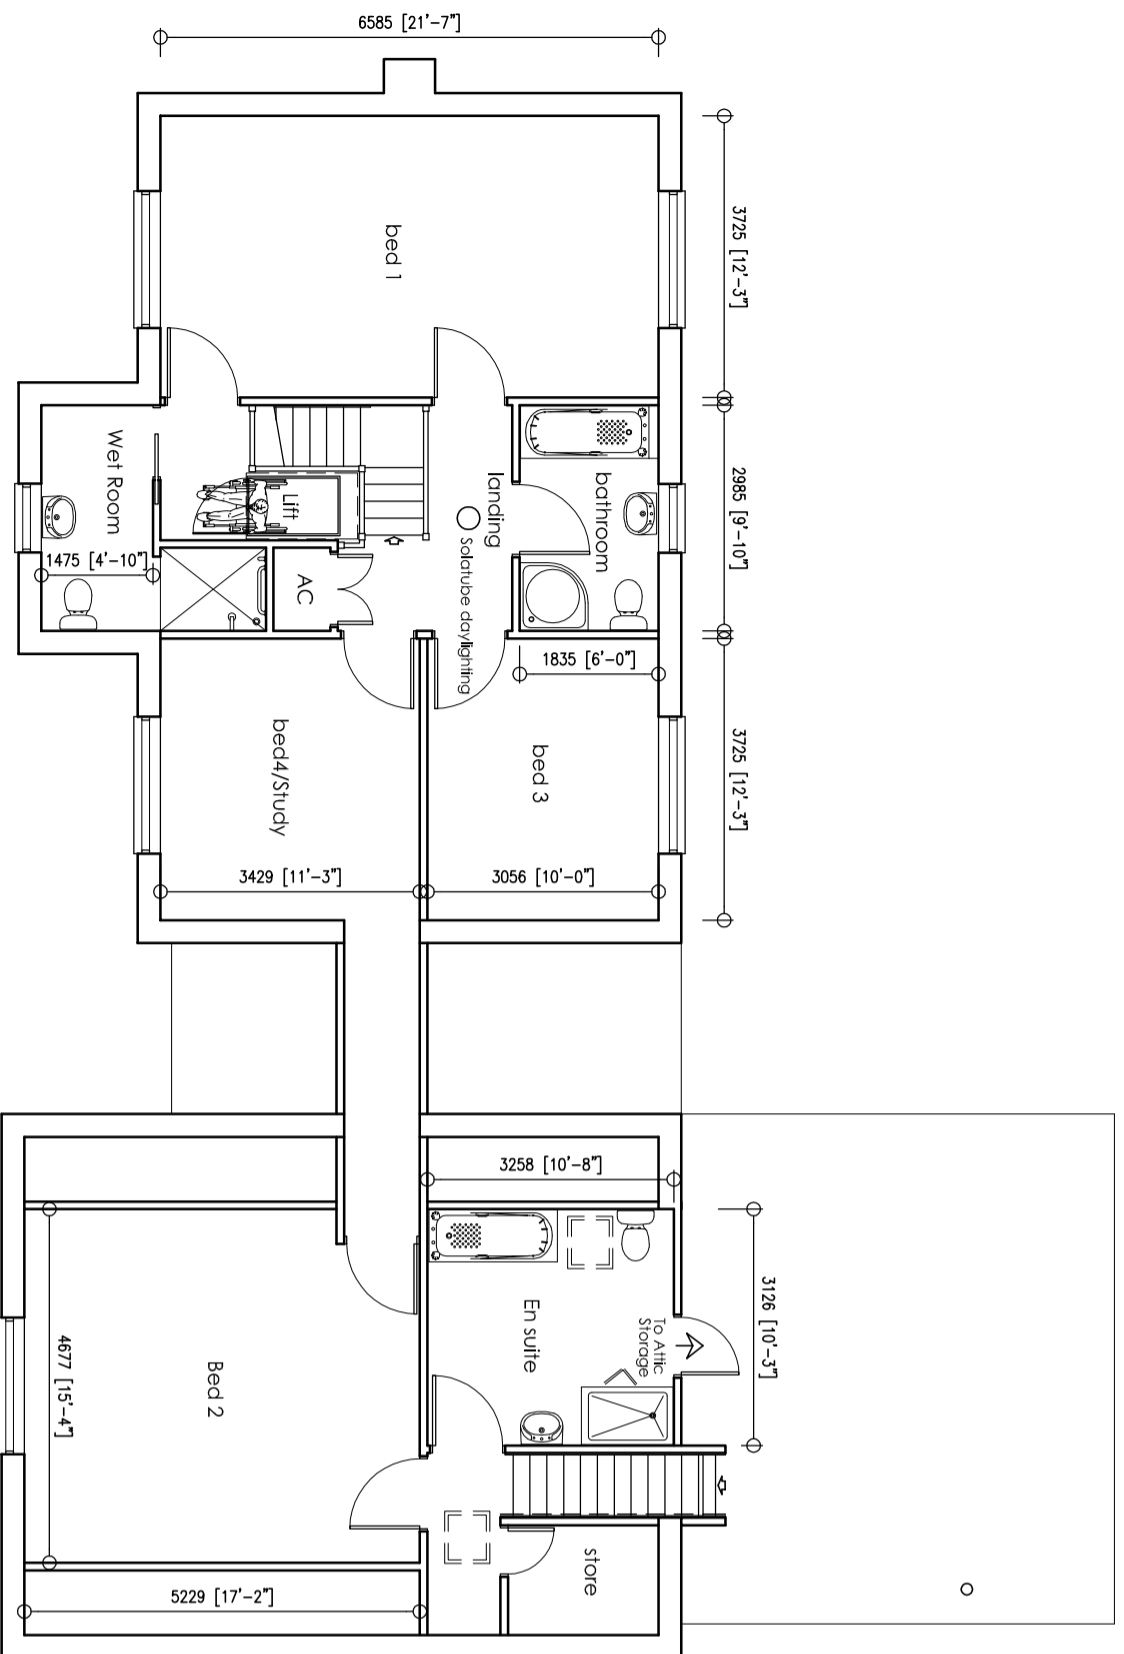 6585 [21'-7"]
3725 [12'-3"]
bed 1
2985 [9'-10"]
Wet Room
Lift
landing
bathroom
Solatube daylighting
1475 [4'-10"]
AC
1835 [6'-0"]
3725 [12'-3"]
bed4/Study
bed 3
3429 [11'-3"]
3056 [10'-0"]
3258 [10'-8"]
3126 [10'-3"]
En suite
To Attic
Storage
4677 [15'-4"]
Bed 2
store
5229 [17'-2"]